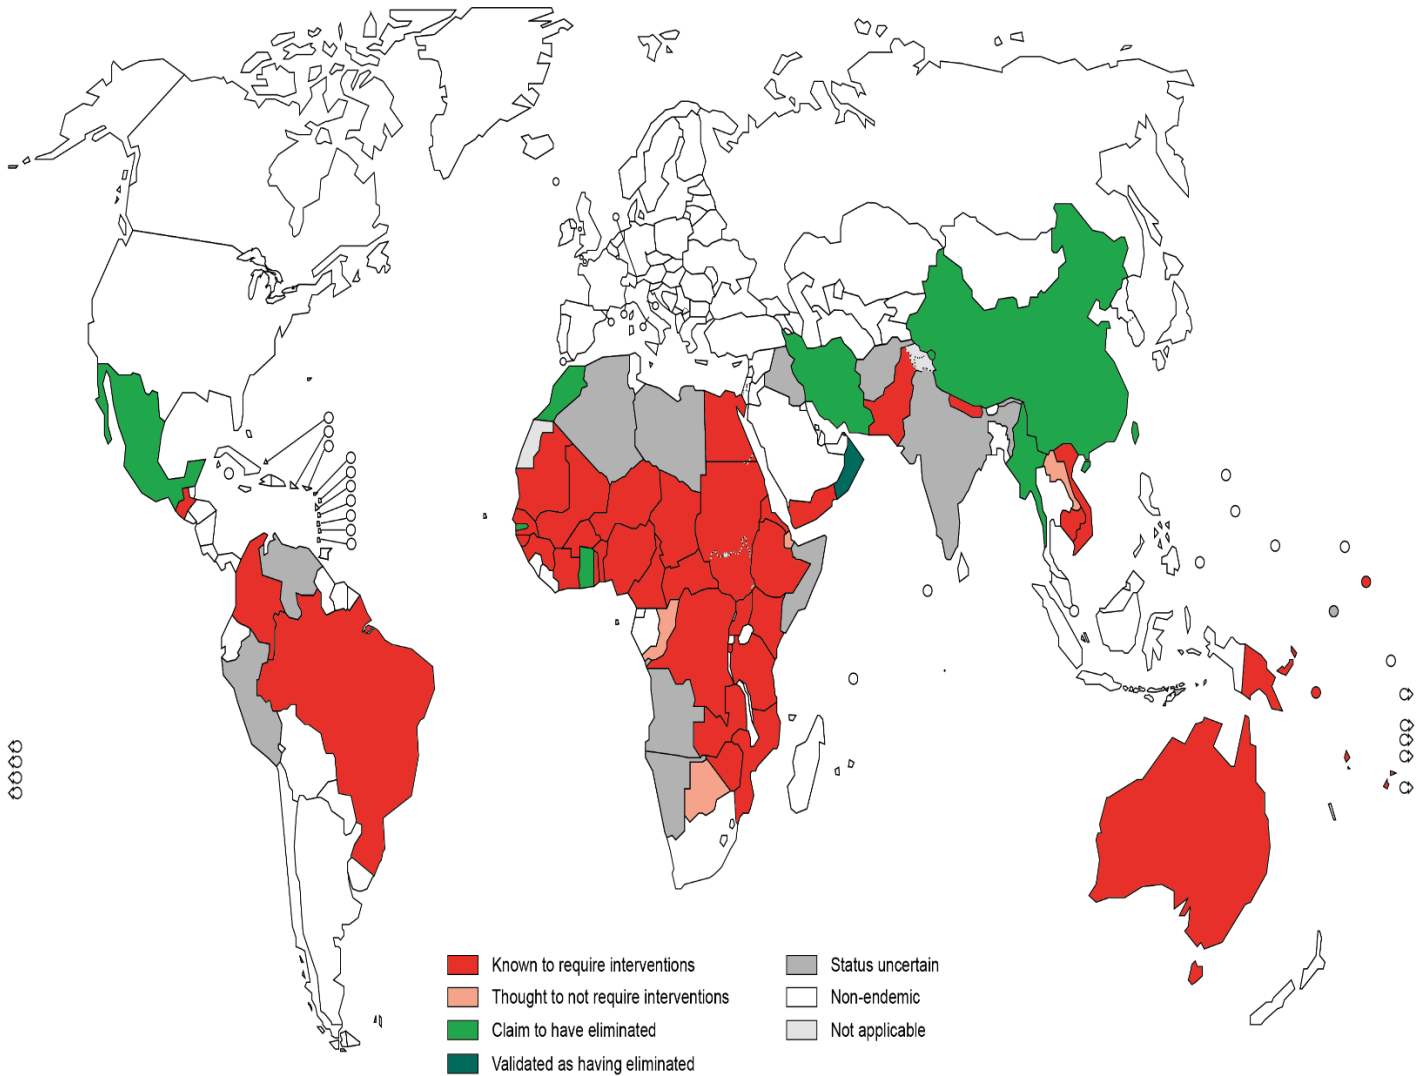 Known to require interventions
Thought to not require interventions
Claim to have eliminated
Validated as having eliminated
Status uncertain
Non-endemic
Not applicable